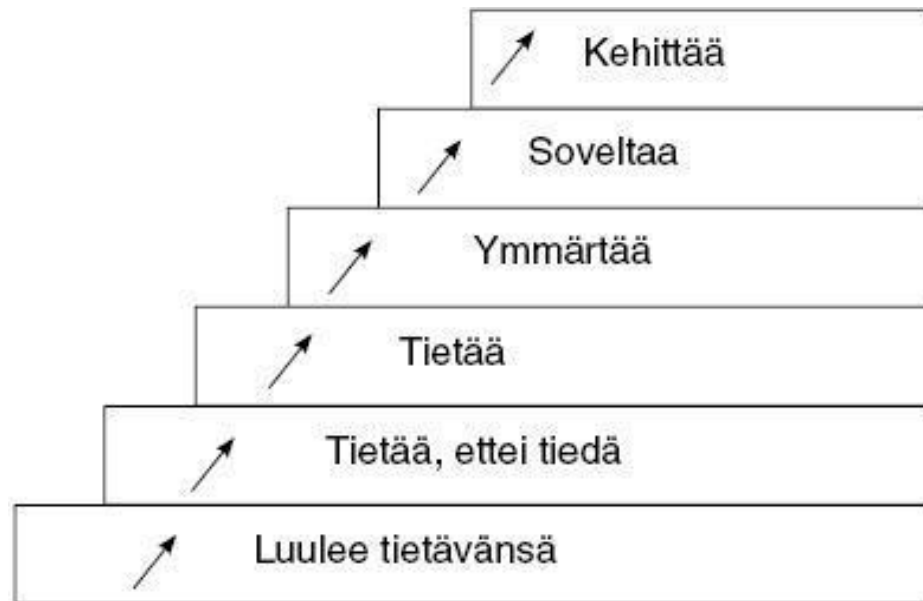 Kehittää
Soveltaa
Ymmärtää
Tietää
Tietää, ettei tiedä
Luulee tietävänsä